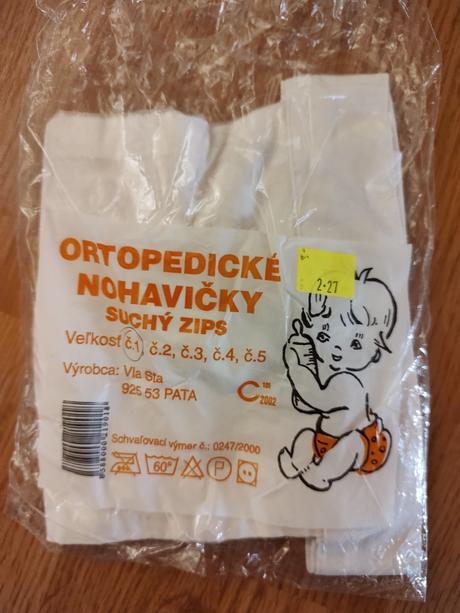 2-27
ORTOPEDICKÉ
NOHAVIČKY
SUCHÝ ZIPS
Veľkosť č.1, č.2, č.3, č.4, č.5
Výrobca: Vla Sta
925 53 PATA
C 101
2002
Schvaľovací výmer č.: 0247/2000
60°
P